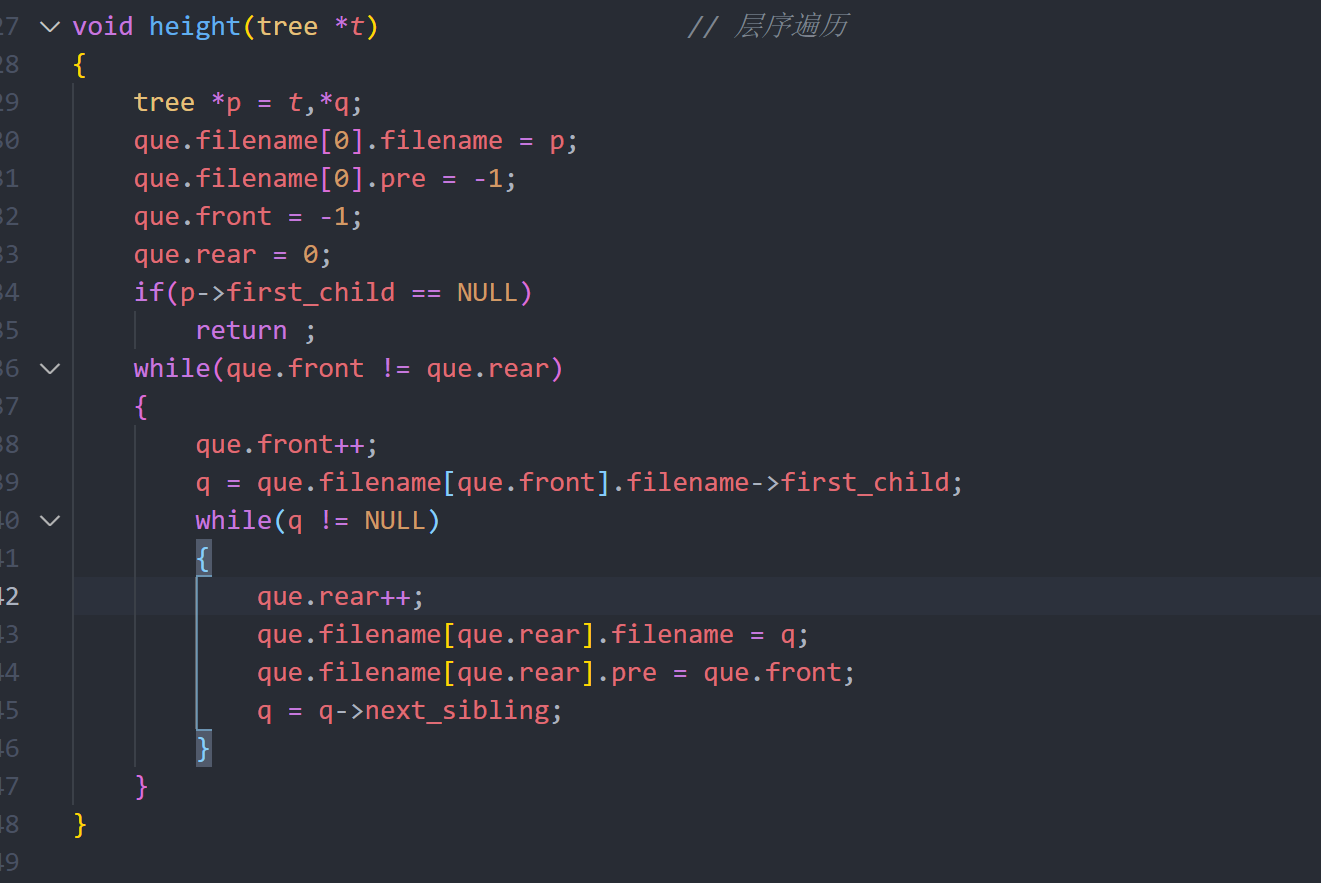 27 void height(tree *t) // 层序遍历
28 {
29 tree *p = t,*q;
30 que.filename[0].filename = p;
31 que.filename[0].pre = -1;
32 que.front = -1;
33 que.rear = 0;
34 if(p->first_child == NULL)
35 return ;
36 while(que.front != que.rear)
37 {
38 que.front++;
39 q = que.filename[que.front].filename->first_child;
40 while(q != NULL)
41 {
42 que.rear++;
43 que.filename[que.rear].filename = q;
44 que.filename[que.rear].pre = que.front;
45 q = q->next_sibling;
46 }
47 }
48 }
49